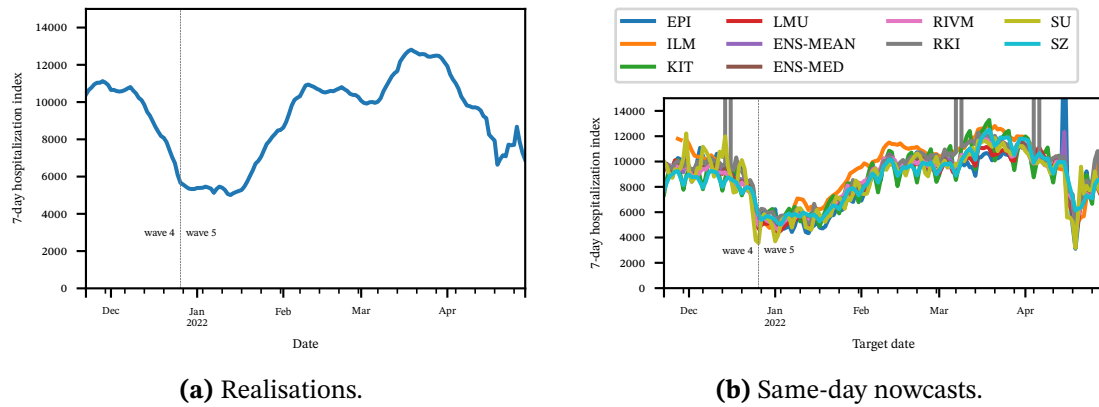 14000
12000
10000
8000
6000
4000
2000
0
7-day hospitalization index
wave 4 wave 5
Dec Jan Feb Mar Apr
2022
Date
(a) Realisations.
EPI LMU RIVM SU
ILM ENS-MEAN RKI SZ
KIT ENS-MED
14000
12000
10000
8000
6000
4000
2000
0
7-day hospitalization index
wave 4 wave 5
Dec Jan Feb Mar Apr
2022
Target date
(b) Same-day nowcasts.